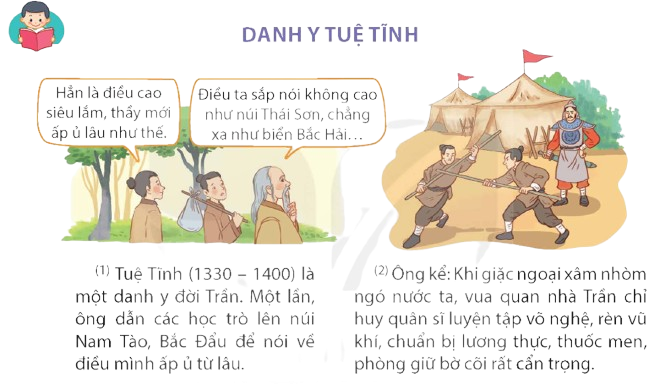 DANH Y TUỆ TĨNH
Hẳn là điều cao
siêu lắm, thầy mới
ấp ủ lâu như thế.
Điều ta sắp nói không cao
như núi Thái Sơn, chẳng
xa như biển Bắc Hải…
(1) Tuệ Tĩnh (1330 – 1400) là
một danh y đời Trần. Một lần,
ông dẫn các học trò lên núi
Nam Tào, Bắc Đẩu để nói về
điều mình ấp ủ từ lâu.
(2) Ông kể: Khi giặc ngoại xâm nhòm
ngó nước ta, vua quan nhà Trần chỉ
huy quân sĩ luyện tập võ nghệ, rèn vũ
khí, chuẩn bị lương thực, thuốc men,
phòng giữ bờ cõi rất cẩn trọng.